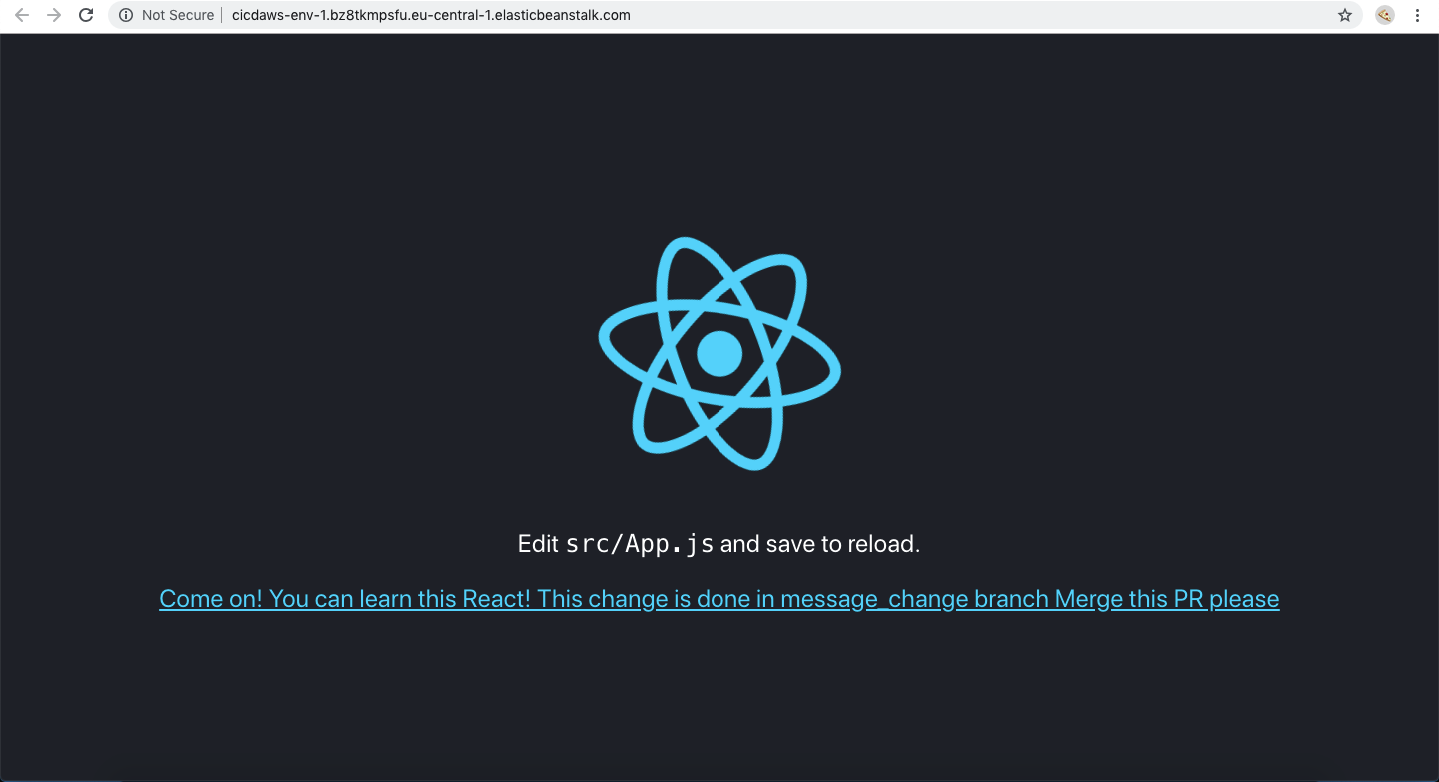 Not Secure cicdaws-env-1.bz8tkmpsfu.eu-central-1.elasticbeanstalk.com
Edit src/App.js and save to reload.
Come on! You can learn this React! This change is done in message_change branch Merge this PR please